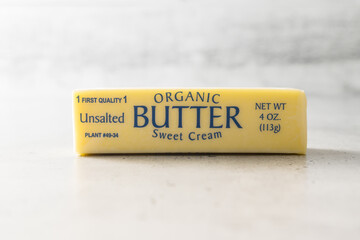 1 FIRST QUALITY 1
Unsalted
PLANT #49-34
ORGANIC
BUTTER
Sweet Cream
NET WT
4 OZ.
(113g)